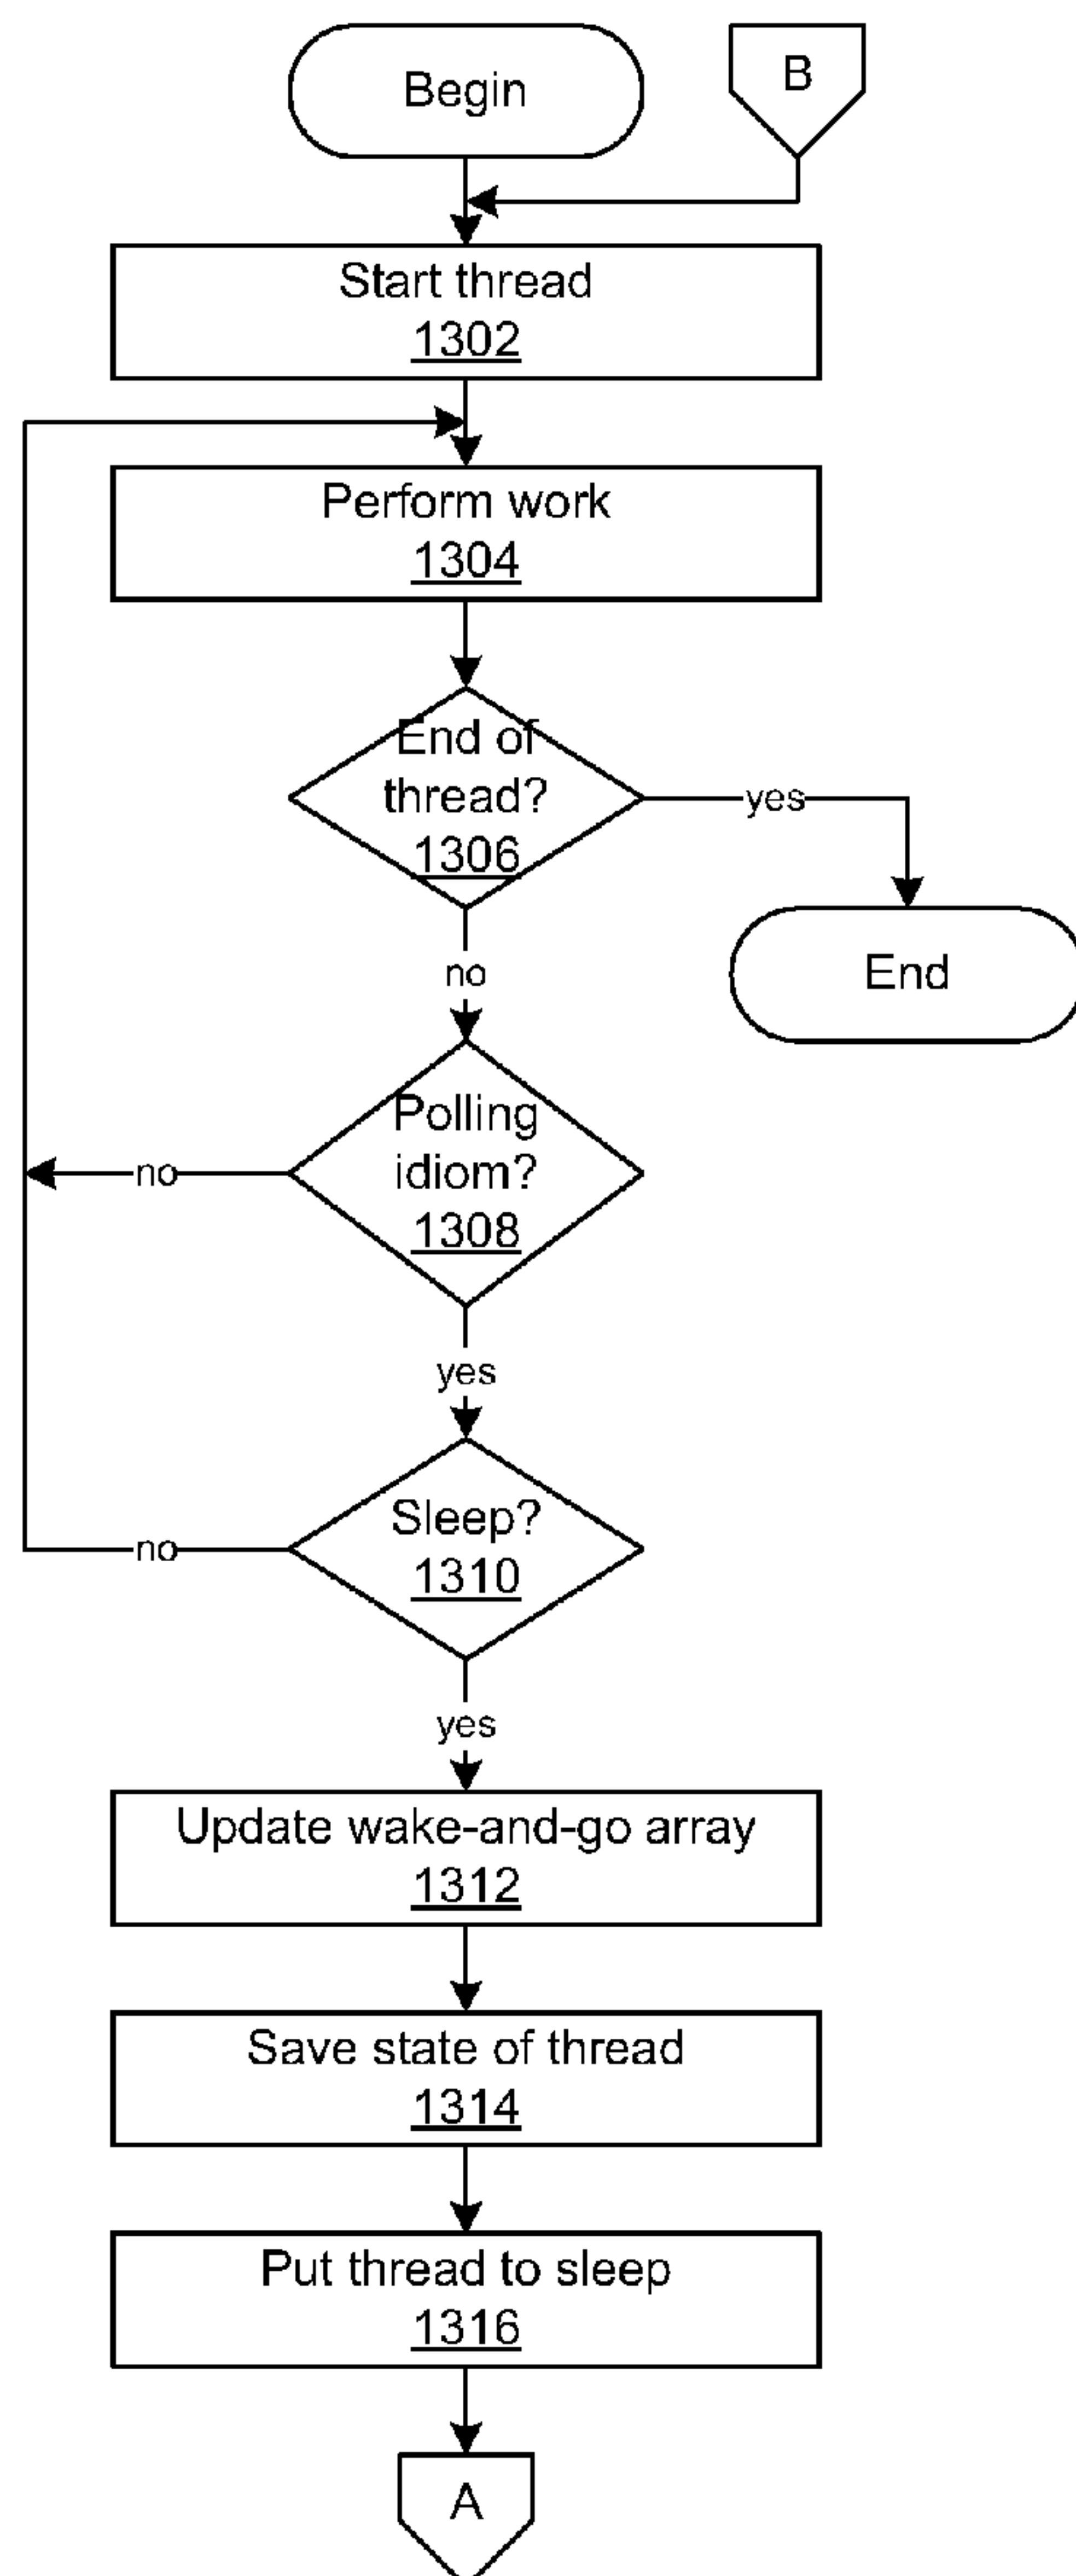 Begin
B
Start thread
1302
Perform work
1304
End of
thread?
1306
yes
End
no
Polling
idiom?
1308
no
yes
Sleep?
1310
no
yes
Update wake-and-go array
1312
Save state of thread
1314
Put thread to sleep
1316
A